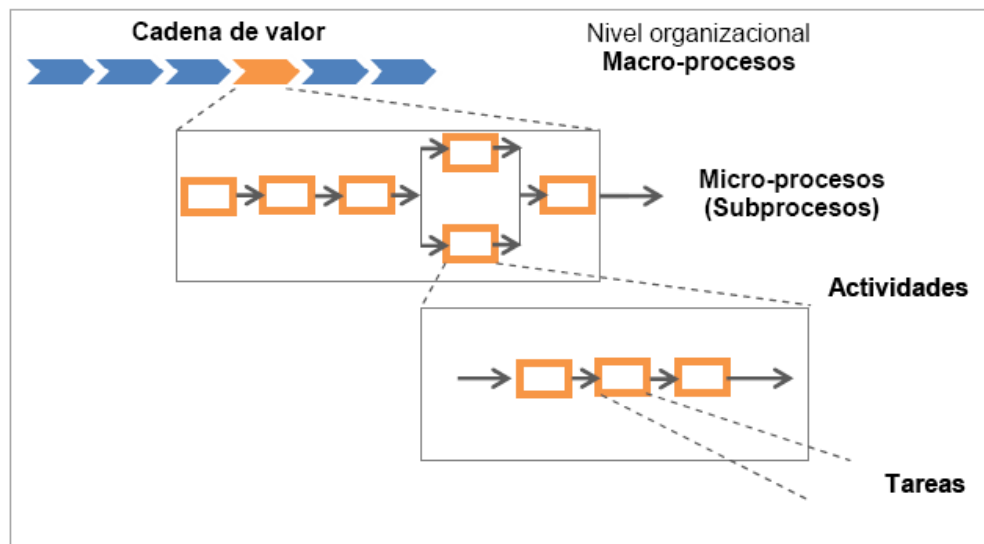 Cadena de valor
Nivel organizacional
Macro-procesos
Micro-procesos
(Subprocesos)
Actividades
Tareas